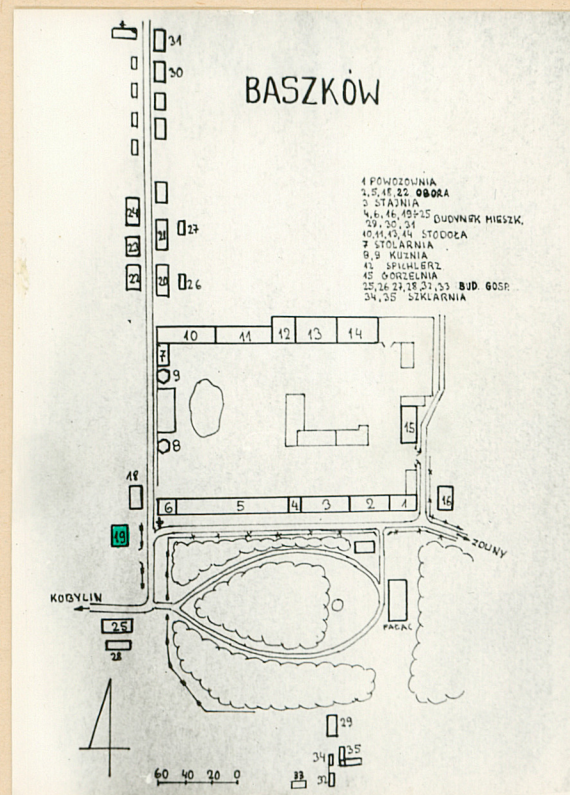 BASZKÓW
1 POWOZOWNIA
2,5,18,22 OBORA
3 STAJNIA
4,6,16,19÷25 BUDYNEK MIESZK.
29,30,31
10,11,13,14 STODOŁA
7 STOLARNIA
8,9 KUŹNIA
12 SPICHLERZ
15 GORZELNIA
25,26 27,28,32,33 BUD. GOSP.
34,35 SZKLARNIA
31
30
24
21
27
23
22
20
26
10
11
12
13
14
7
9
8
15
18
6
5
4
3
2
1
16
19
ZDUNY
KOBYLIN
PAŁAC
25
28
29
34
35
33
32
60 40 20 0